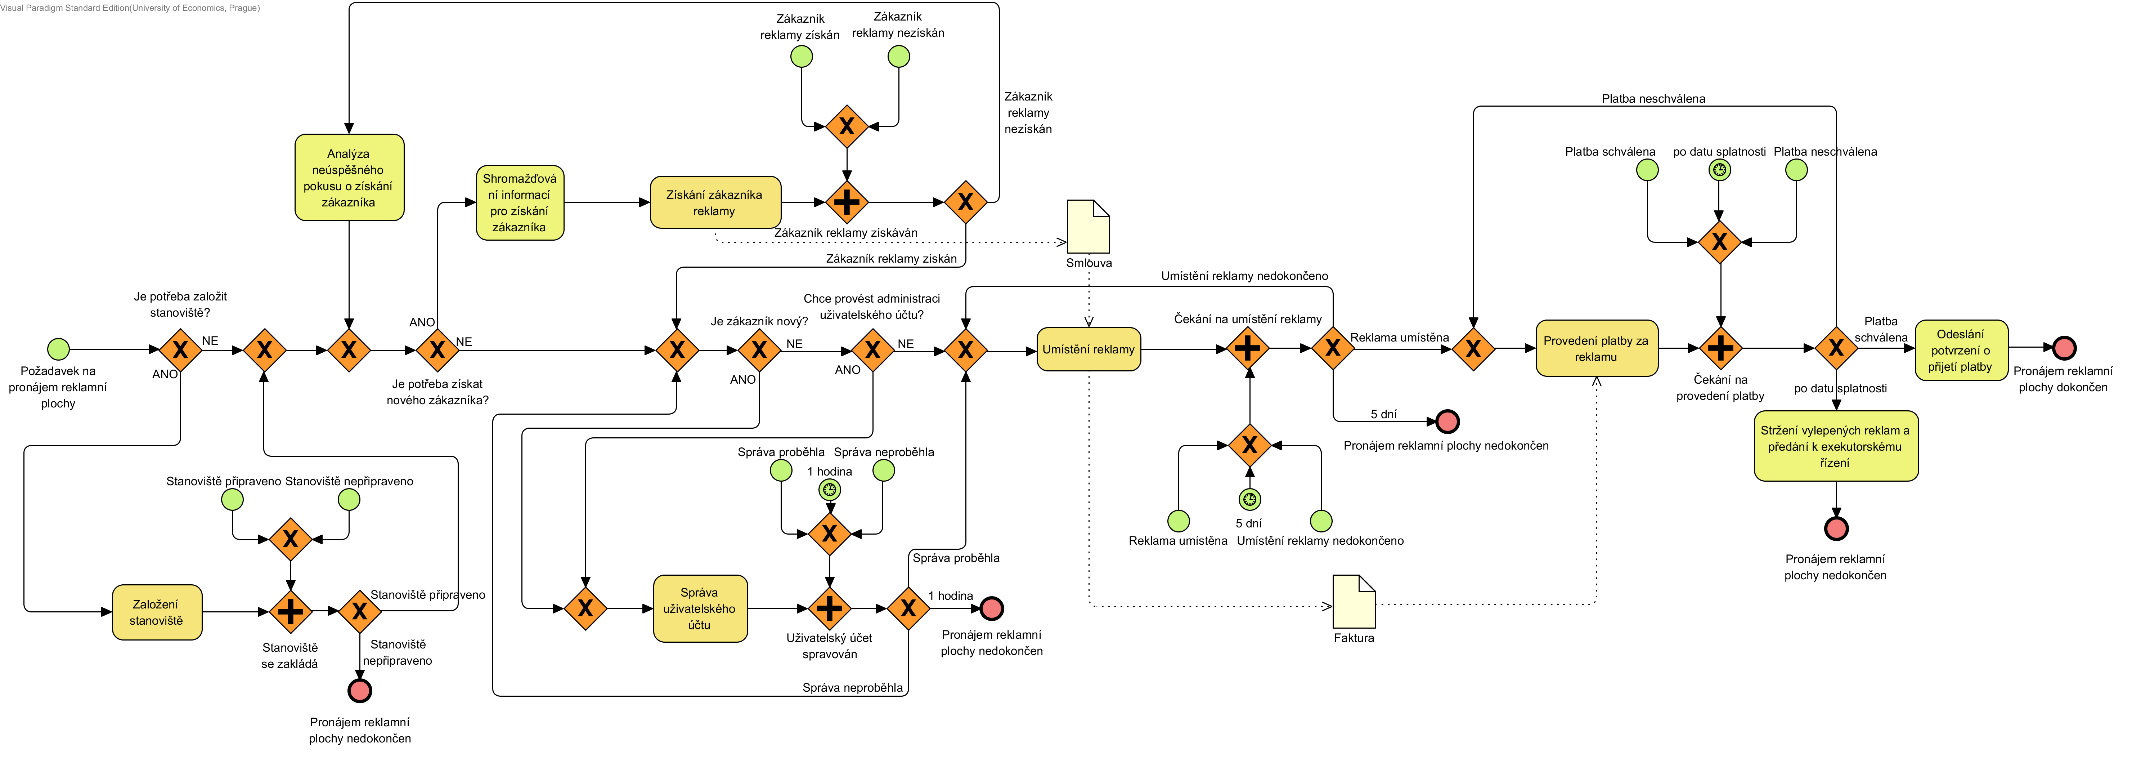 Visual Paradigm Standard Edition(University of Economics, Prague)
Zákazník
reklamy získán
Zákazník
reklamy nezískán
Zákazník
reklamy
nezískán
Platba neschválena
Analýza
neúspěšného
pokusu o získání
zákazníka
Shromažďová
ní informací
pro získání
zákazníka
Získání zákazníka
reklamy
Platba schválena
po datu splatnosti
Platba neschválena
Zákazník reklamy získáván
Zákazník reklamy získán
Smlouva
Umístění reklamy nedokončeno
Je potřeba založit
stanoviště?
Chce provést administraci
uživatelského účtu?
Je zákazník nový?
Čekání na umístění reklamy
ANO
NE
NE
NE
NE
Reklama umístěna
Platba
schválena
Umístění reklamy
Provedení platby za
reklamu
Odeslání
potvrzení o
přijetí platby
Požadavek na
pronájem reklamní
plochy
ANO
Je potřeba získat
nového zákazníka?
ANO
ANO
Čekání na
provedení platby
po datu splatnosti
Pronájem reklamní
plochy dokončen
5 dní
Pronájem reklamní plochy nedokončen
Stržení vylepených reklam a
předání k exekutorskému
řízení
Správa proběhla
Správa neproběhla
1 hodina
Stanoviště připraveno
Stanoviště nepřipraveno
5 dní
Reklama umístěna
Umístění reklamy nedokončeno
Správa proběhla
Pronájem reklamní
plochy nedokončen
Založení
stanoviště
Stanoviště připraveno
Správa
uživatelského
účtu
1 hodina
Stanoviště
se zakládá
Stanoviště
nepřipraveno
Uživatelský účet
spravován
Pronájem reklamní
plochy nedokončen
Faktura
Správa neproběhla
Pronájem reklamní
plochy nedokončen